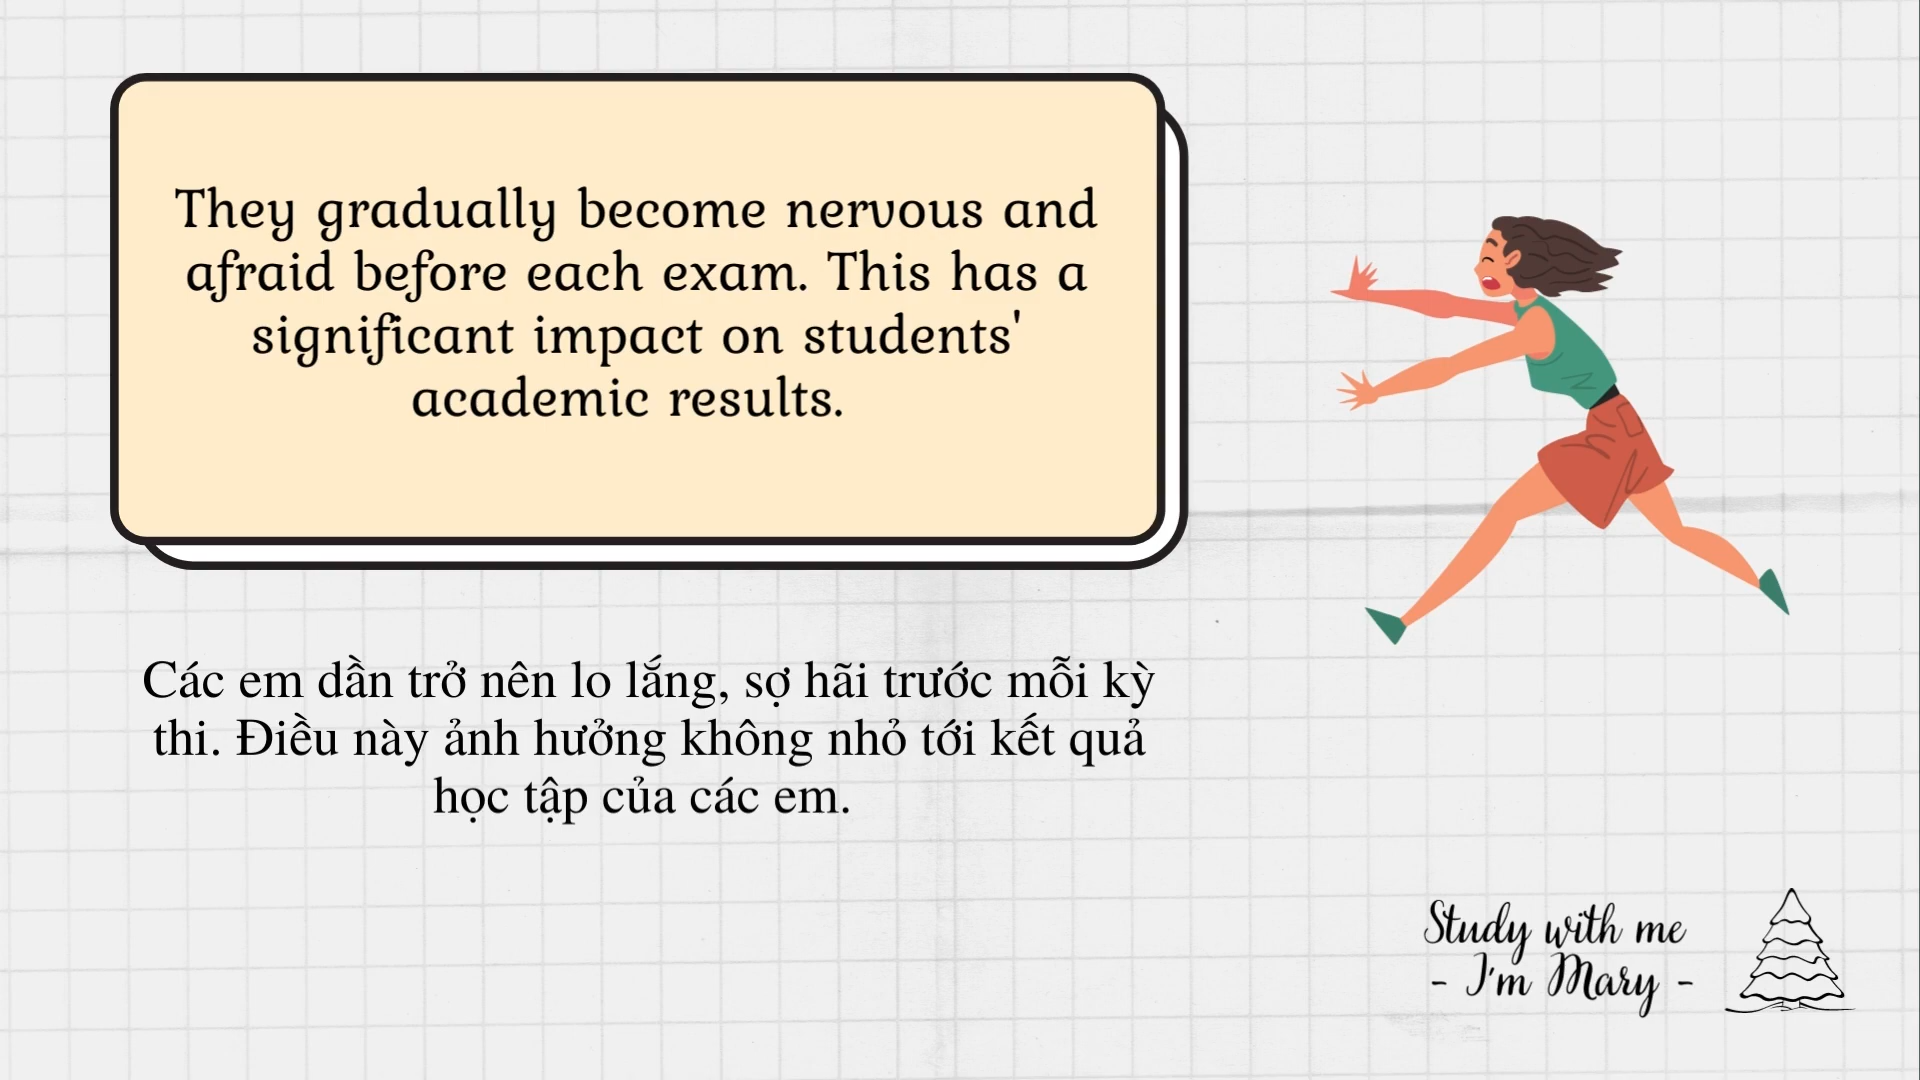 They gradually become nervous and
afraid before each exam. This has a
significant impact on students'
academic results.
Các em dần trở nên lo lắng, sợ hãi trước mỗi kỳ
thi. Điều này ảnh hưởng không nhỏ tới kết quả
học tập của các em.
Study with me
- I'm Mary -